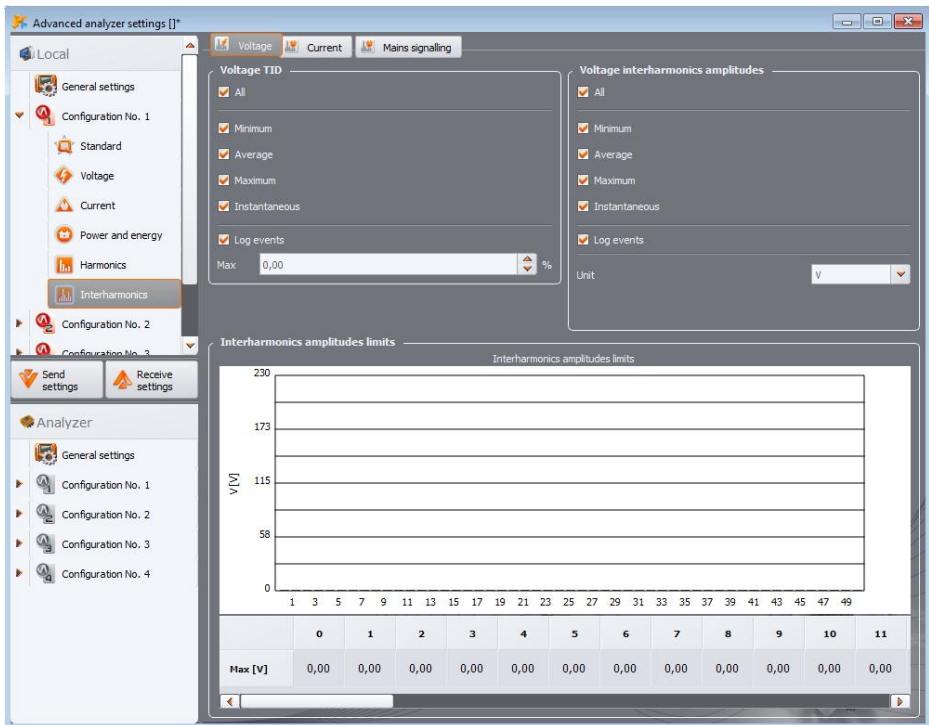 Advanced analyzer settings []*
Local
General settings
Configuration No. 1
Standard
Voltage
Current
Power and energy
Harmonics
Interharmonics
Configuration No. 2
Configuration No. 3
Send settings
Receive settings
Analyzer
General settings
Configuration No. 1
Configuration No. 2
Configuration No. 3
Configuration No. 4
Voltage Current Mains signalling
Voltage TID
All
Minimum
Average
Maximum
Instantaneous
Log events
Max 0,00 %
Voltage interharmonics amplitudes
All
Minimum
Average
Maximum
Instantaneous
Log events
Unit V
Interharmonics amplitudes limits
Interharmonics amplitudes limits
230
173
115
58
0
V [V]
1 3 5 7 9 11 13 15 17 19 21 23 25 27 29 31 33 35 37 39 41 43 45 47 49
0 1 2 3 4 5 6 7 8 9 10 11
Max [V] 0,00 0,00 0,00 0,00 0,00 0,00 0,00 0,00 0,00 0,00 0,00 0,00